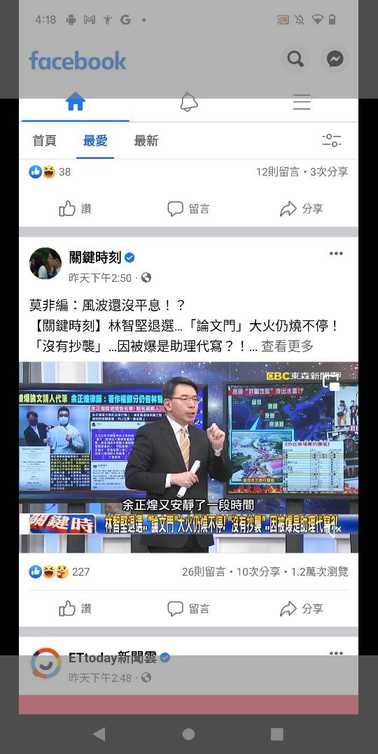 4:18
facebook
首頁
最愛
最新
38
12則留言・3次分享
讚
留言
分享
關鍵時刻
昨天下午2:50
莫非編：風波還沒平息！？
【關鍵時刻】林智堅退選...「論文門」大火仍燒不停！
「沒有抄襲」...因被爆是助理代寫？！... 查看更多
EBC 東森新聞
余正煌又安靜了一段時間
關鍵時
林智堅退選..."論文門"大火仍燒不停!"沒有抄襲"...因被爆是助理代寫
227
26則留言・10次分享・1.2萬次瀏覽
讚
留言
分享
ETtoday新聞雲
昨天下午2:48